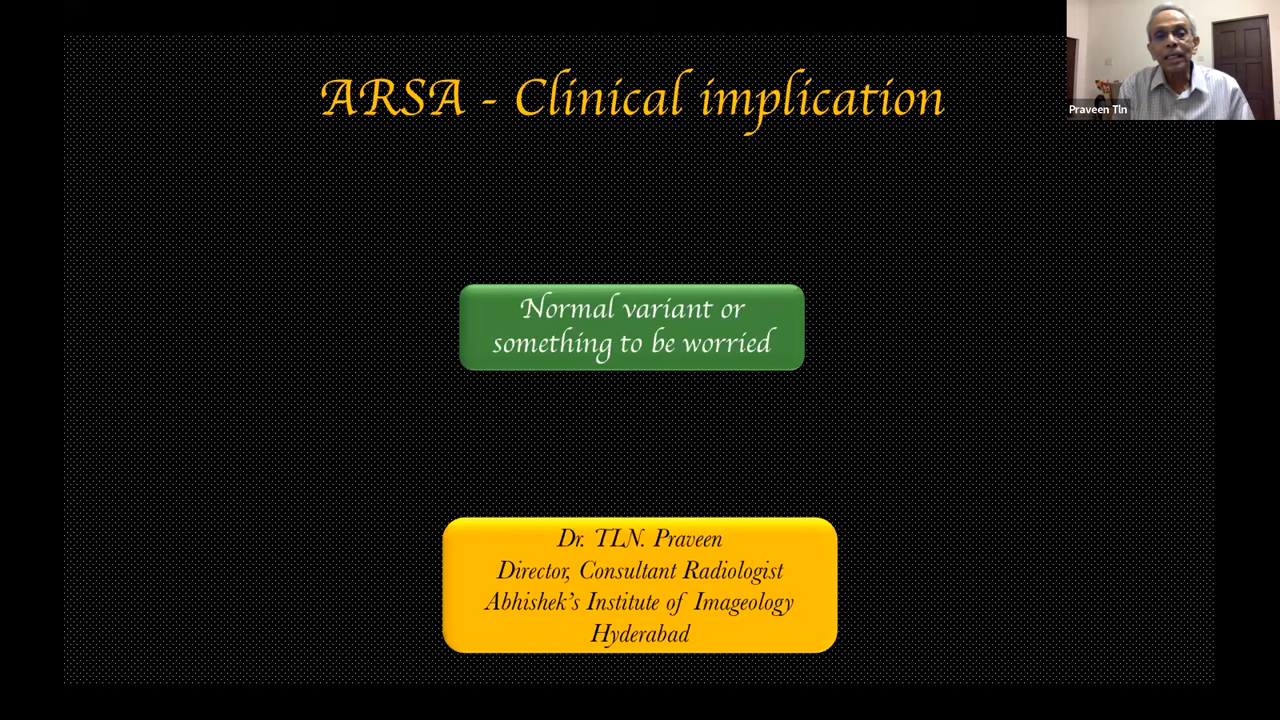 ARSA - Clinical implication
Praveen Tln
Normal variant or
something to be worried
Dr. TLN. Praveen
Director, Consultant Radiologist
Abhishek's Institute of Imageology
Hyderabad